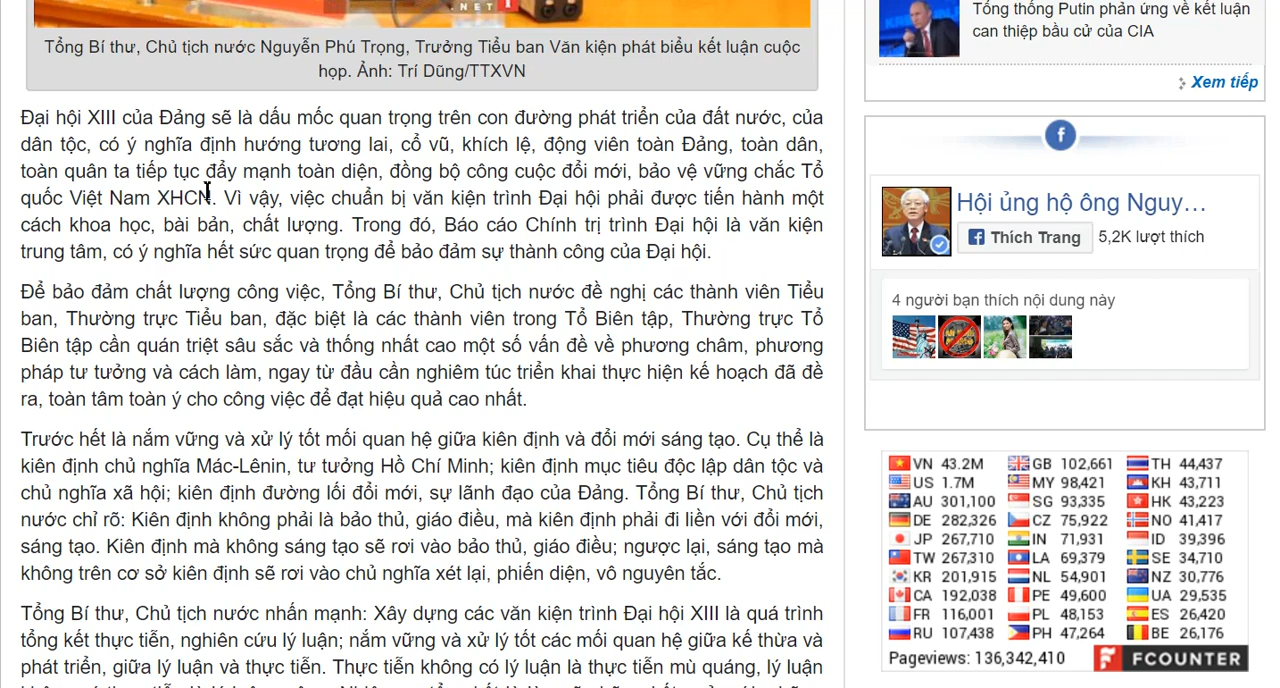 .NET
Tổng Bí thư, Chủ tịch nước Nguyễn Phú Trọng, Trưởng Tiểu ban Văn kiện phát biểu kết luận cuộc
họp. Ảnh: Trí Dũng/TTXVN
Đại hội XIII của Đảng sẽ là dấu mốc quan trọng trên con đường phát triển của đất nước, của
dân tộc, có ý nghĩa định hướng tương lai, cổ vũ, khích lệ, động viên toàn Đảng, toàn dân,
toàn quân ta tiếp tục đẩy mạnh toàn diện, đồng bộ công cuộc đổi mới, bảo vệ vững chắc Tổ
quốc Việt Nam XHCN. Vì vậy, việc chuẩn bị văn kiện trình Đại hội phải được tiến hành một
cách khoa học, bài bản, chất lượng. Trong đó, Báo cáo Chính trị trình Đại hội là văn kiện
trung tâm, có ý nghĩa hết sức quan trọng để bảo đảm sự thành công của Đại hội.
Để bảo đảm chất lượng công việc, Tổng Bí thư, Chủ tịch nước đề nghị các thành viên Tiểu
ban, Thường trực Tiểu ban, đặc biệt là các thành viên trong Tổ Biên tập, Thường trực Tổ
Biên tập cần quán triệt sâu sắc và thống nhất cao một số vấn đề về phương châm, phương
pháp tư tưởng và cách làm, ngay từ đầu cần nghiêm túc triển khai thực hiện kế hoạch đã đề
ra, toàn tâm toàn ý cho công việc để đạt hiệu quả cao nhất.
Trước hết là nắm vững và xử lý tốt mối quan hệ giữa kiên định và đổi mới sáng tạo. Cụ thể là
kiên định chủ nghĩa Mác-Lênin, tư tưởng Hồ Chí Minh; kiên định mục tiêu độc lập dân tộc và
chủ nghĩa xã hội; kiên định đường lối đổi mới, sự lãnh đạo của Đảng. Tổng Bí thư, Chủ tịch
nước chỉ rõ: Kiên định không phải là bảo thủ, giáo điều, mà kiên định phải đi liền với đổi mới,
sáng tạo. Kiên định mà không sáng tạo sẽ rơi vào bảo thủ, giáo điều; ngược lại, sáng tạo mà
không trên cơ sở kiên định sẽ rơi vào chủ nghĩa xét lại, phiến diện, vô nguyên tắc.
Tổng Bí thư, Chủ tịch nước nhấn mạnh: Xây dựng các văn kiện trình Đại hội XIII là quá trình
tổng kết thực tiễn, nghiên cứu lý luận; nắm vững và xử lý tốt các mối quan hệ giữa kế thừa và
phát triển, giữa lý luận và thực tiễn. Thực tiễn không có lý luận là thực tiễn mù quáng, lý luận
Tổng thống Putin phản ứng về kết luận
can thiệp bầu cử của CIA
Xem tiếp
Hội ủng hộ ông Nguy...
Thích Trang 5,2K lượt thích
4 người bạn thích nội dung này
VN 43.2M GB 102,661 TH 44,437
US 1.7M MY 98,421 KH 43,711
AU 301,100 SG 93,335 HK 43,223
DE 282,326 CZ 75,922 NO 41,417
JP 267,710 IN 71,931 ID 39,396
TW 267,310 LA 69,379 SE 34,710
KR 201,915 NL 54,901 NZ 30,776
CA 192,038 PE 49,600 UA 29,535
FR 116,001 PL 48,153 ES 26,420
RU 107,438 PH 47,264 BE 26,176
Pageviews: 136,342,410 FCOUNTER